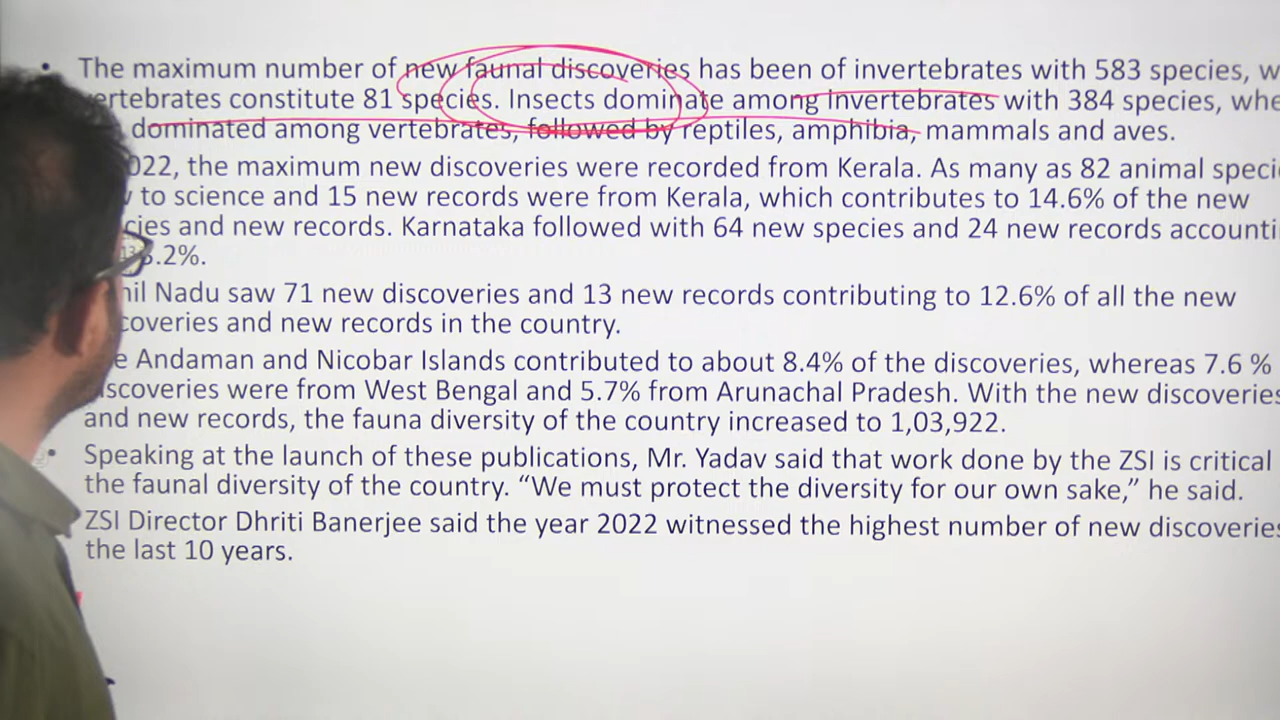 • The maximum number of new faunal discoveries has been of invertebrates with 583 species, w
vertebrates constitute 81 species. Insects dominate among invertebrates with 384 species, whe
dominated among vertebrates, followed by reptiles, amphibia, mammals and aves.
022, the maximum new discoveries were recorded from Kerala. As many as 82 animal speci
to science and 15 new records were from Kerala, which contributes to 14.6% of the new
cies and new records. Karnataka followed with 64 new species and 24 new records accounti
.2%.
il Nadu saw 71 new discoveries and 13 new records contributing to 12.6% of all the new
coveries and new records in the country.
e Andaman and Nicobar Islands contributed to about 8.4% of the discoveries, whereas 7.6 %
scoveries were from West Bengal and 5.7% from Arunachal Pradesh. With the new discoveries
and new records, the fauna diversity of the country increased to 1,03,922.
• Speaking at the launch of these publications, Mr. Yadav said that work done by the ZSI is critical
the faunal diversity of the country. “We must protect the diversity for our own sake,” he said.
ZSI Director Dhriti Banerjee said the year 2022 witnessed the highest number of new discoveries
the last 10 years.